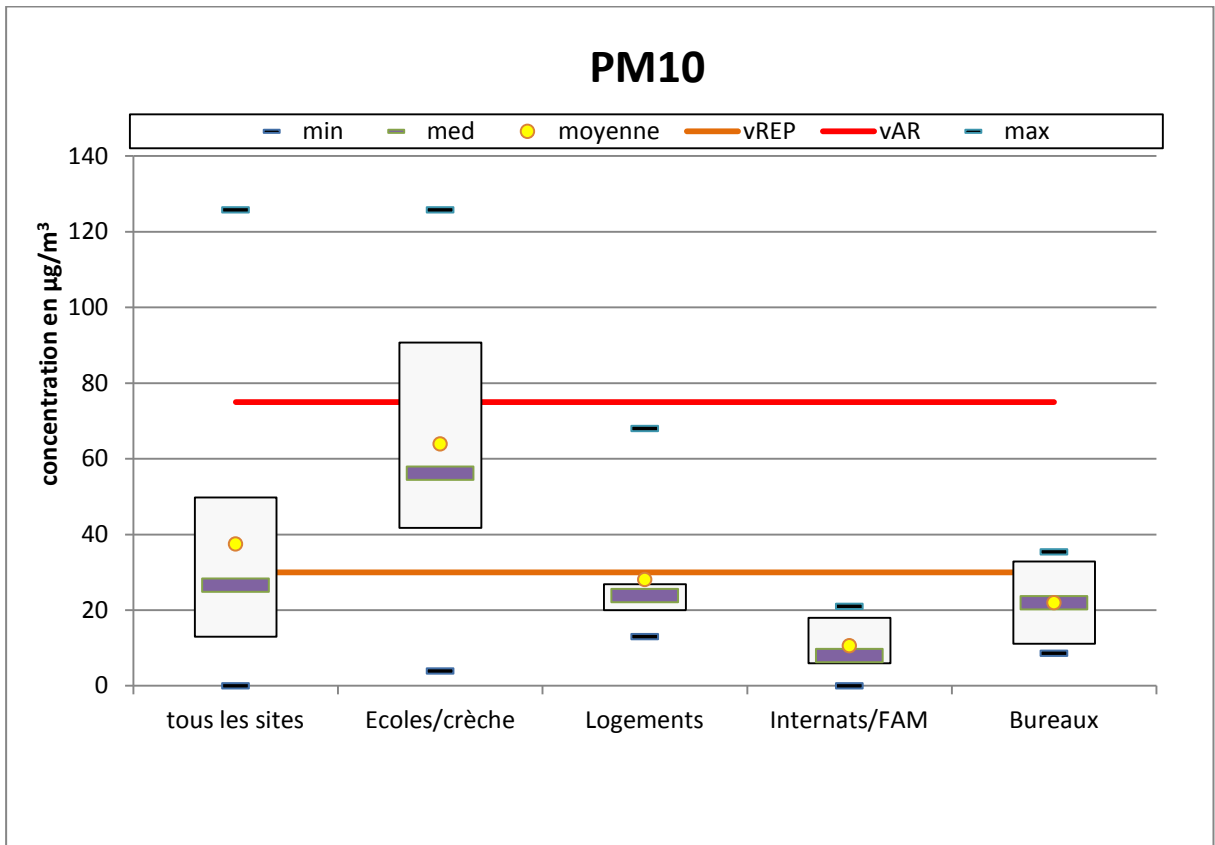 PM10
min med moyenne vREP vAR max
140
120
100
80
60
40
20
0
concentration en µg/m³
tous les sites Ecoles/crèche Logements Internats/FAM Bureaux